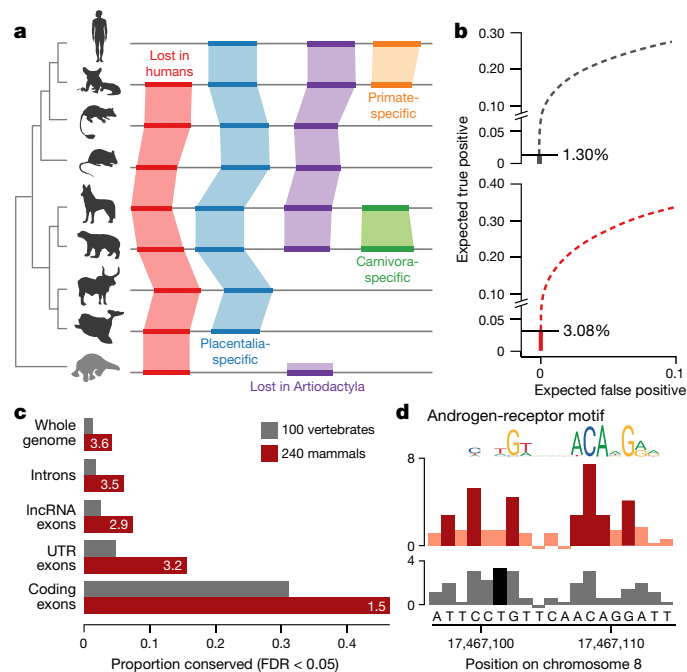 a
Lost in
humans
Primate-
specific
Carnivora-
specific
Placentalia-
specific
Lost in Artiodactyla
b
Expected true positive
0.30
0.20
0.10
0.05
0
1.30%
0.40
0.30
0.20
0.10
0.05
0
3.08%
0 0.1
Expected false positive
c
100 vertebrates
240 mammals
Whole
genome
3.6
Introns
3.5
lncRNA
exons
2.9
UTR
exons
3.2
Coding
exons
1.5
0 0.1 0.2 0.3 0.4
Proportion conserved (FDR < 0.05)
d
Androgen-receptor motif
GT ACA G
8
0
4
0
ATTCCTGTTCAACAGGATT
17,467,100 17,467,110
Position on chromosome 8